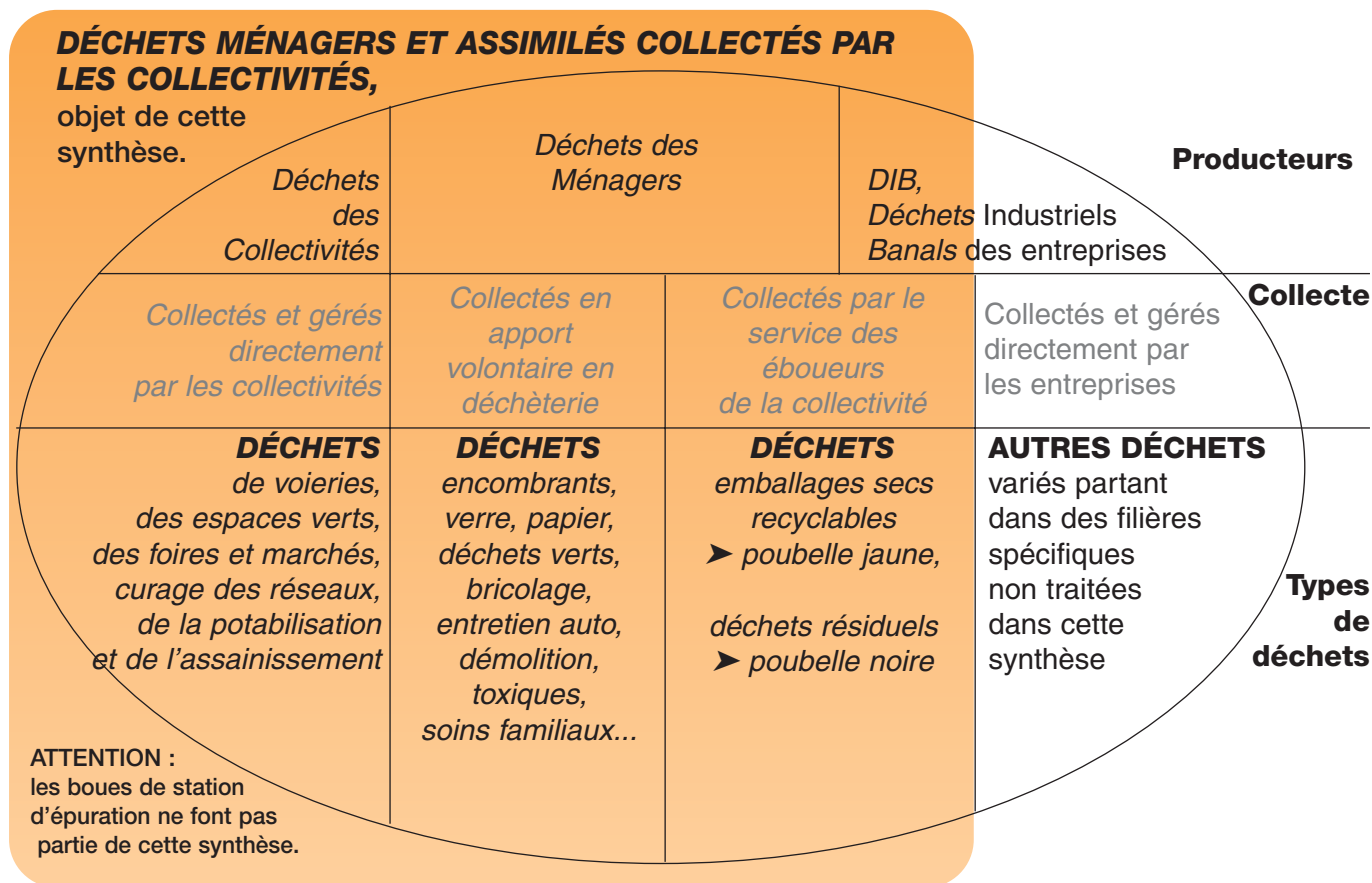 DÉCHETS MÉNAGERS ET ASSIMILÉS COLLECTÉS PAR
LES COLLECTIVITÉS,
objet de cette
synthèse.
Déchets
des
Collectivités
Déchets des
Ménagers
DIB,
Déchets Industriels
Banals des entreprises
Producteurs
Collectés et gérés
directement
par les collectivités
Collectés en
apport
volontaire en
déchèterie
Collectés par le
service des
éboueurs
de la collectivité
Collectés et gérés
directement par
les entreprises
Collecte
DÉCHETS
de voieries,
des espaces verts,
des foires et marchés,
curage des réseaux,
de la potabilisation
et de l'assainissement
DÉCHETS
encombrants,
verre, papier,
déchets verts,
bricolage,
entretien auto,
démolition,
toxiques,
soins familiaux...
DÉCHETS
emballages secs
recyclables
➤ poubelle jaune,
déchets résiduels
➤ poubelle noire
AUTRES DÉCHETS
variés partant
dans des filières
spécifiques
non traitées
dans cette
synthèse
Types
de
déchets
ATTENTION :
les boues de station
d'épuration ne font pas
partie de cette synthèse.